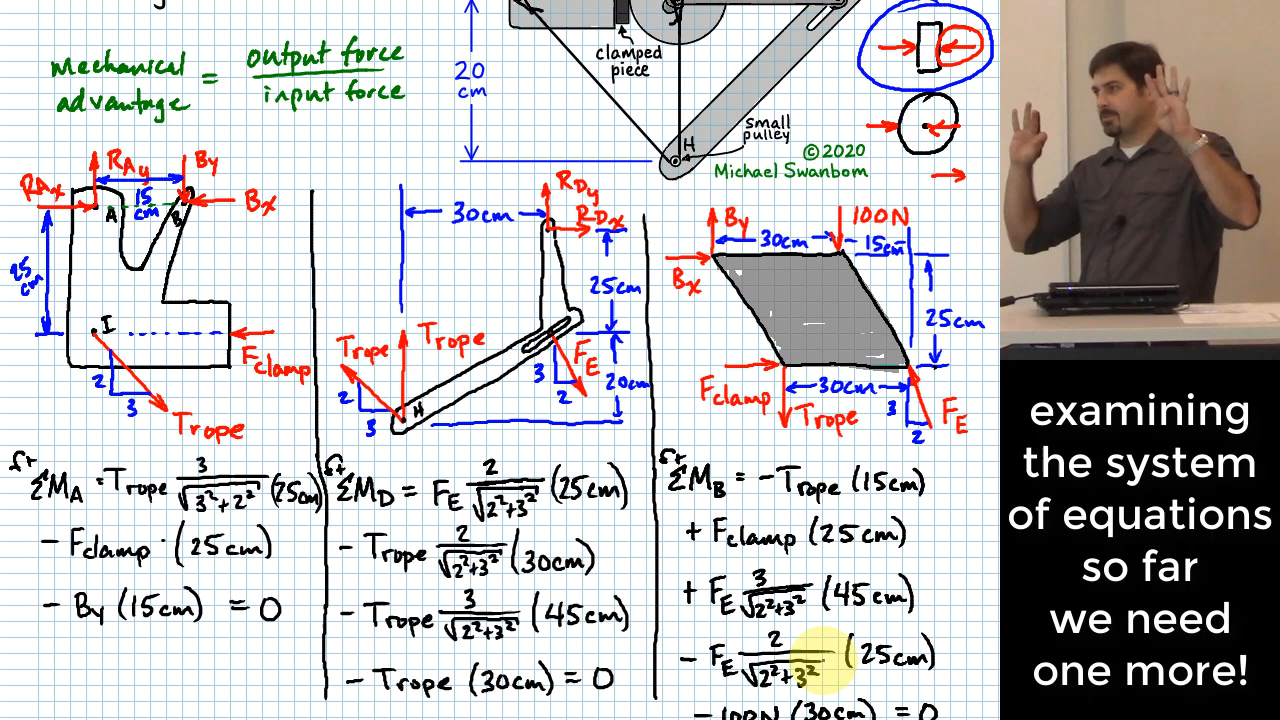 Mechanical advantage = output force / input force
20 cm
clamped piece
H
small pulley
©2020
Michael Swanbom
RAx
RAy
15 cm
By
A
B
Bx
25 cm
I
Fclamp
2
3
Trope
30cm
RDy
RDx
25cm
Trope
Trope
3
2
FE
20cm
2
3
H
By
100N
30cm
15cm
Bx
25cm
Fclamp
30cm
Trope
3
2
FE
+ ΣMA = Trope 3/√(3²+2²) (25cm)
- Fclamp · (25cm)
- By (15cm) = 0
+ ΣMD = FE 2/√(2²+3²) (25cm)
- Trope 2/√(2²+3²) (30cm)
- Trope 3/√(2²+3²) (45cm)
- Trope (30cm) = 0
+ ΣMB = -Trope (15cm)
+ Fclamp (25cm)
+ FE 3/√(2²+3²) (45cm)
- FE 2/√(2²+3²) (25cm)
- 100N (30cm) = 0
examining
the system
of equations
so far
we need
one more!